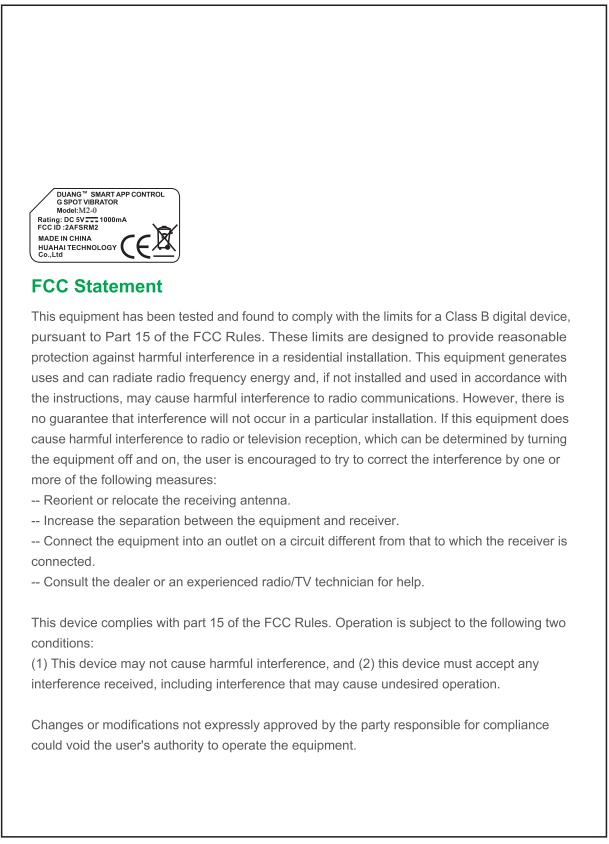 DUANG™ SMART APP CONTROL
G SPOT VIBRATOR
Model:M2-0
Rating: DC 5V 1000mA
FCC ID :2AFSRM2
MADE IN CHINA
HUAHAI TECHNOLOGY
Co.,Ltd
CE
FCC Statement
This equipment has been tested and found to comply with the limits for a Class B digital device,
pursuant to Part 15 of the FCC Rules. These limits are designed to provide reasonable
protection against harmful interference in a residential installation. This equipment generates
uses and can radiate radio frequency energy and, if not installed and used in accordance with
the instructions, may cause harmful interference to radio communications. However, there is
no guarantee that interference will not occur in a particular installation. If this equipment does
cause harmful interference to radio or television reception, which can be determined by turning
the equipment off and on, the user is encouraged to try to correct the interference by one or
more of the following measures:
-- Reorient or relocate the receiving antenna.
-- Increase the separation between the equipment and receiver.
-- Connect the equipment into an outlet on a circuit different from that to which the receiver is
connected.
-- Consult the dealer or an experienced radio/TV technician for help.
This device complies with part 15 of the FCC Rules. Operation is subject to the following two
conditions:
(1) This device may not cause harmful interference, and (2) this device must accept any
interference received, including interference that may cause undesired operation.
Changes or modifications not expressly approved by the party responsible for compliance
could void the user's authority to operate the equipment.